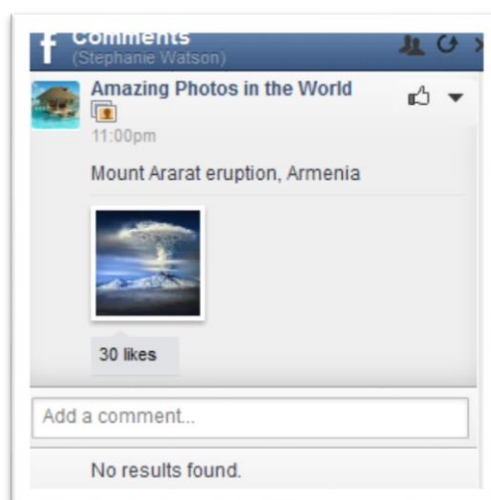 f Comments
(Stephanie Watson)
Amazing Photos in the World
11:00pm
Mount Ararat eruption, Armenia
30 likes
Add a comment...
No results found.